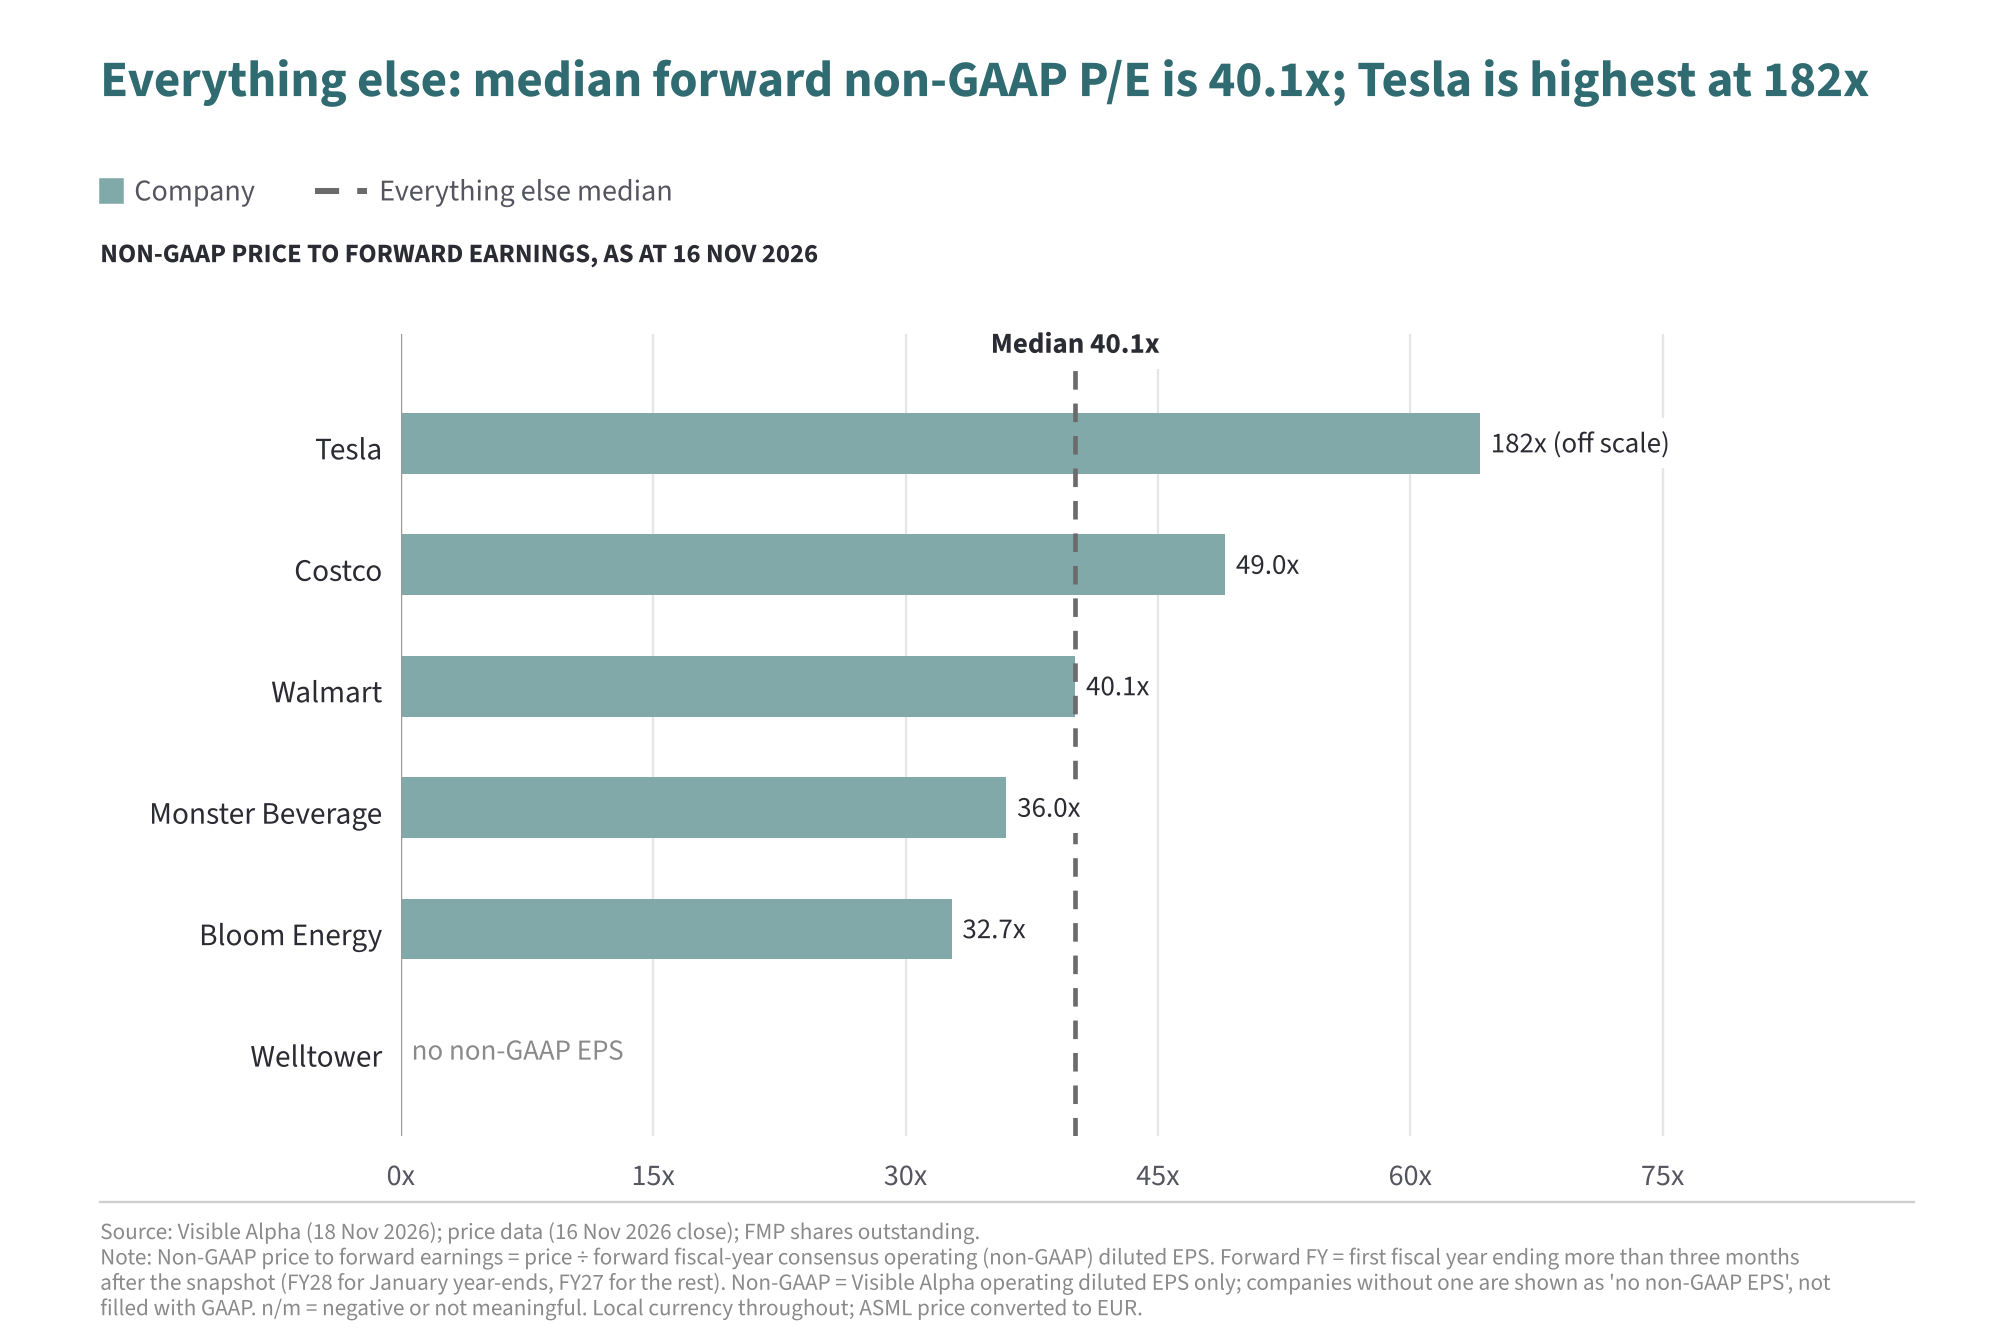 Everything else: median forward non-GAAP P/E is 40.1x; Tesla is highest at 182x
Company
Everything else median
NON-GAAP PRICE TO FORWARD EARNINGS, AS AT 16 NOV 2026
Median 40.1x
Tesla
182x (off scale)
Costco
49.0x
Walmart
40.1x
Monster Beverage
36.0x
Bloom Energy
32.7x
Welltower
no non-GAAP EPS
0x
15x
30x
45x
60x
75x
Source: Visible Alpha (18 Nov 2026); price data (16 Nov 2026 close); FMP shares outstanding.
Note: Non-GAAP price to forward earnings = price ÷ forward fiscal-year consensus operating (non-GAAP) diluted EPS. Forward FY = first fiscal year ending more than three months
after the snapshot (FY28 for January year-ends, FY27 for the rest). Non-GAAP = Visible Alpha operating diluted EPS only; companies without one are shown as 'no non-GAAP EPS', not
filled with GAAP. n/m = negative or not meaningful. Local currency throughout; ASML price converted to EUR.